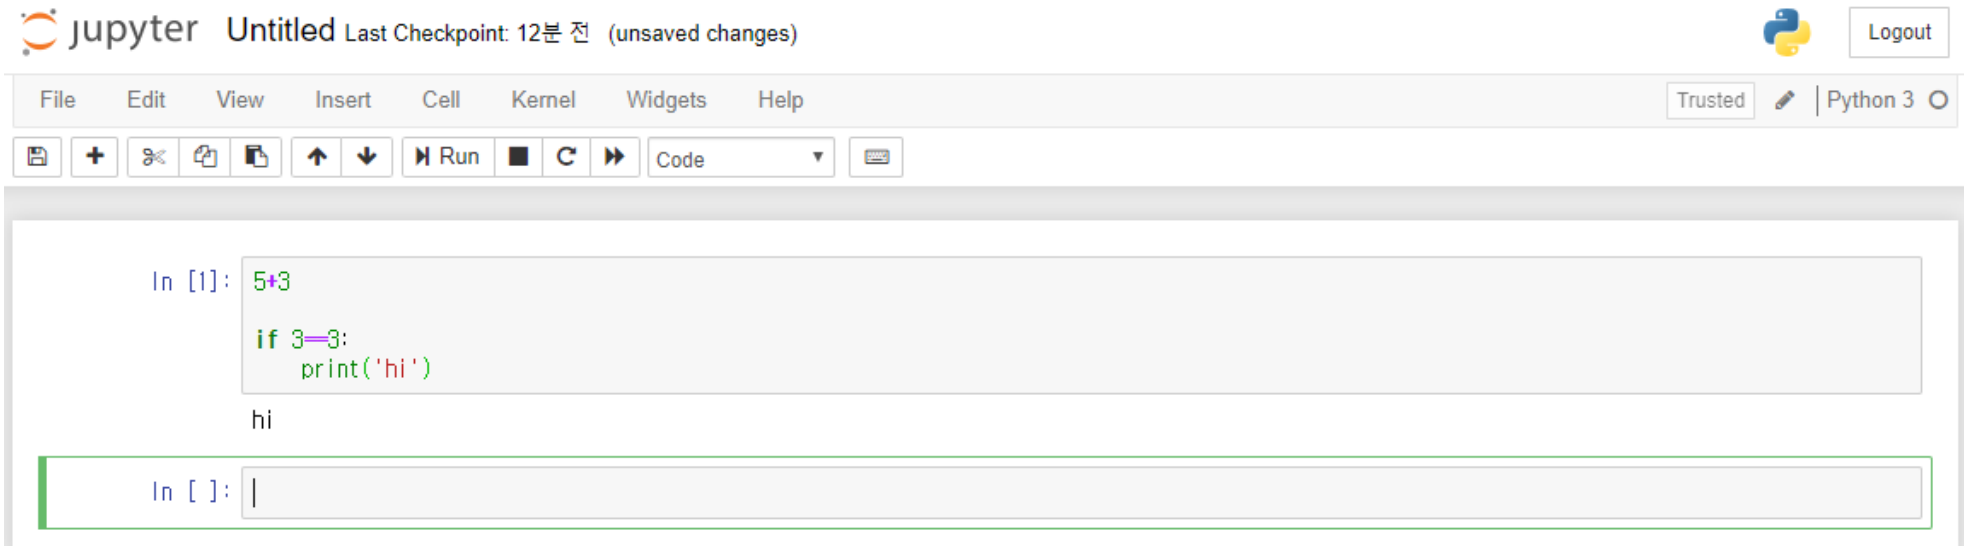 jupyter Untitled Last Checkpoint: 12분 전 (unsaved changes) Logout
File Edit View Insert Cell Kernel Widgets Help Trusted Python 3
Run Code
In [1]: 5+3
if 3==3:
print('hi')
hi
In [ ]: